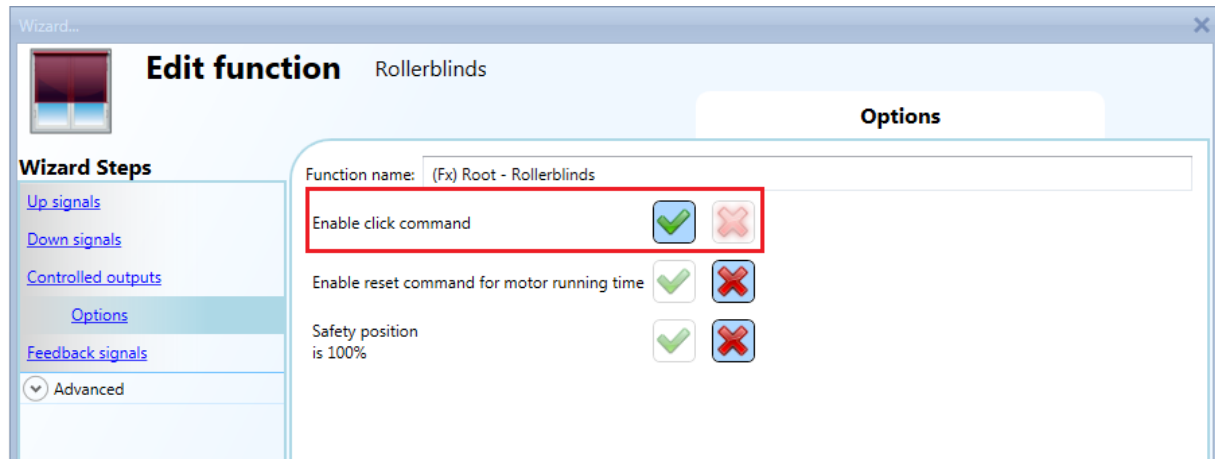 Wizard...
Edit function Rollerblinds
Options
Wizard Steps
Up signals
Down signals
Controlled outputs
Options
Feedback signals
Advanced
Function name: (Fx) Root - Rollerblinds
Enable click command
Enable reset command for motor running time
Safety position
is 100%